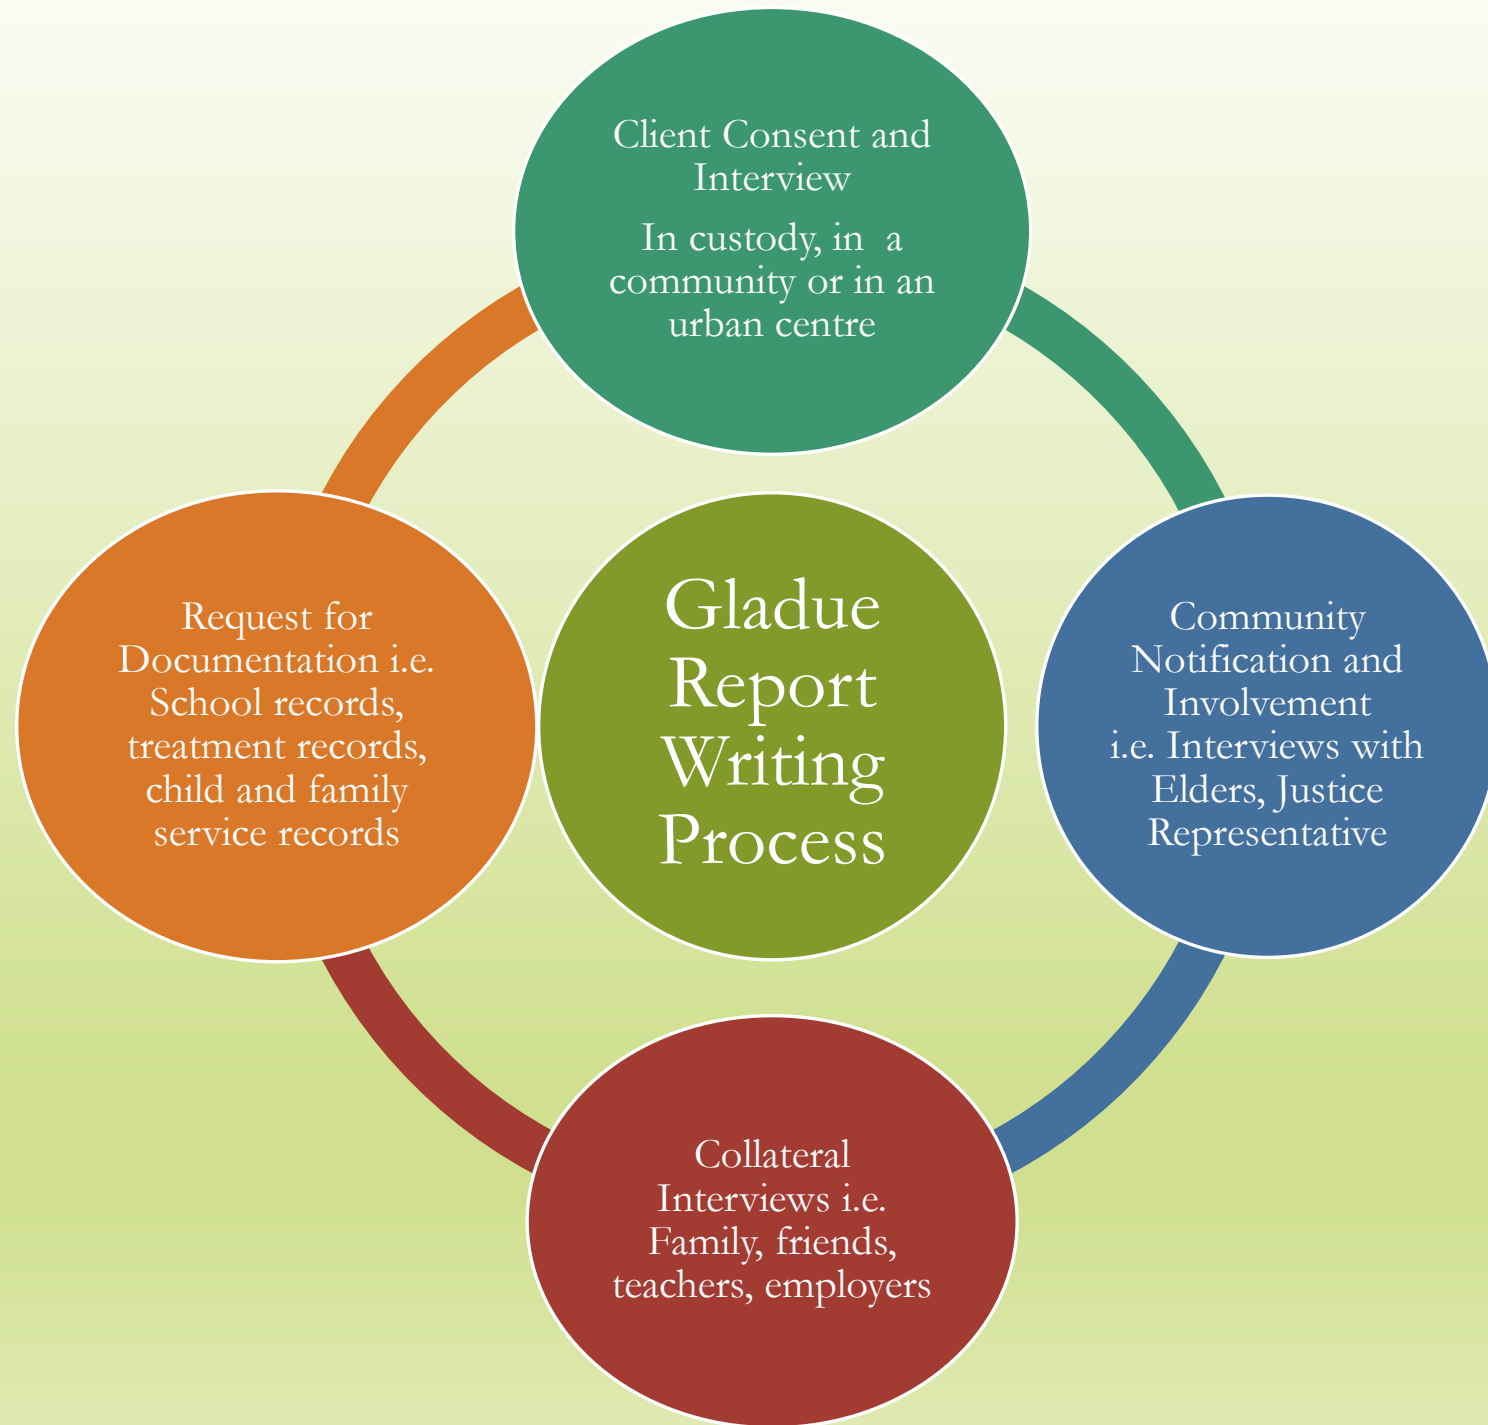 Client Consent and
Interview
In custody, in a
community or in an
urban centre
Request for
Documentation i.e.
School records,
treatment records,
child and family
service records
Gladue
Report
Writing
Process
Community
Notification and
Involvement
i.e. Interviews with
Elders, Justice
Representative
Collateral
Interviews i.e.
Family, friends,
teachers, employers